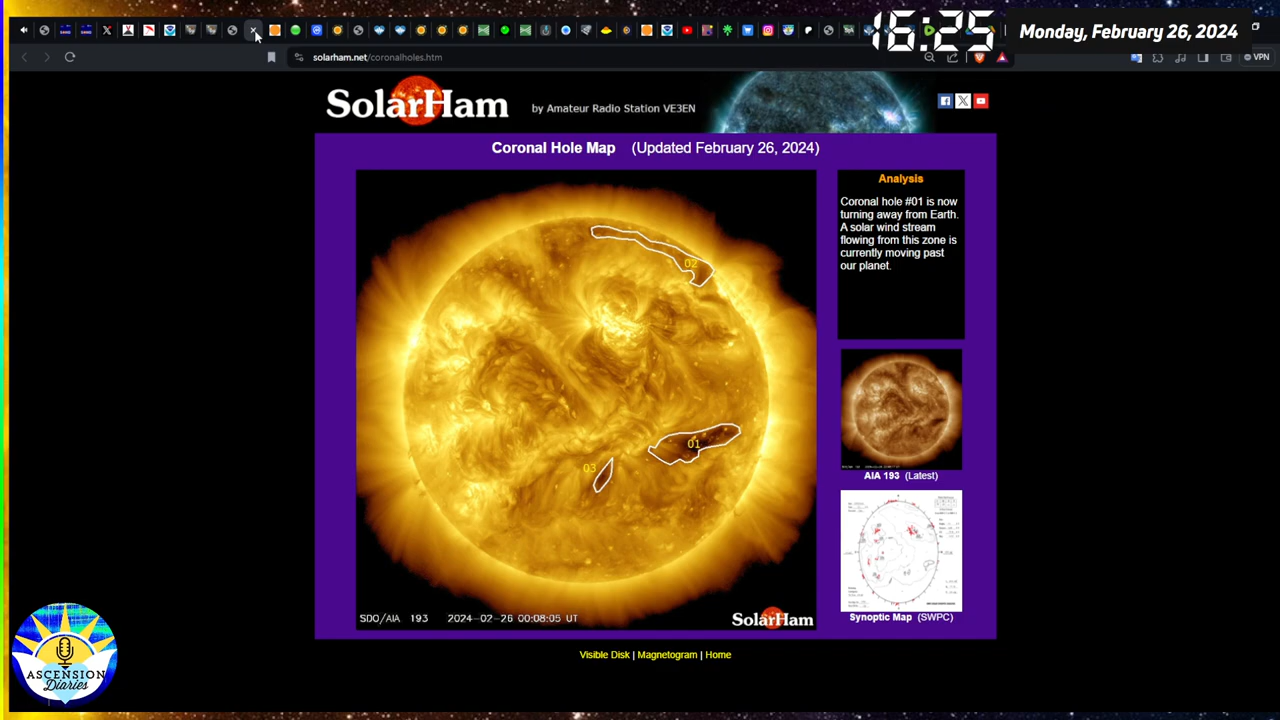 16:25
Monday, February 26, 2024
solarham.net/coronalholes.htm
VPN
SolarHam
by Amateur Radio Station VE3EN
Coronal Hole Map (Updated February 26, 2024)
Analysis
Coronal hole #01 is now
turning away from Earth.
A solar wind stream
flowing from this zone is
currently moving past
our planet.
02
01
03
AIA 193 (Latest)
SDO/AIA 193 2024-02-26 00:08:05 UT
SolarHam
Synoptic Map (SWPC)
Visible Disk | Magnetogram | Home
ASCENSION
Diaries